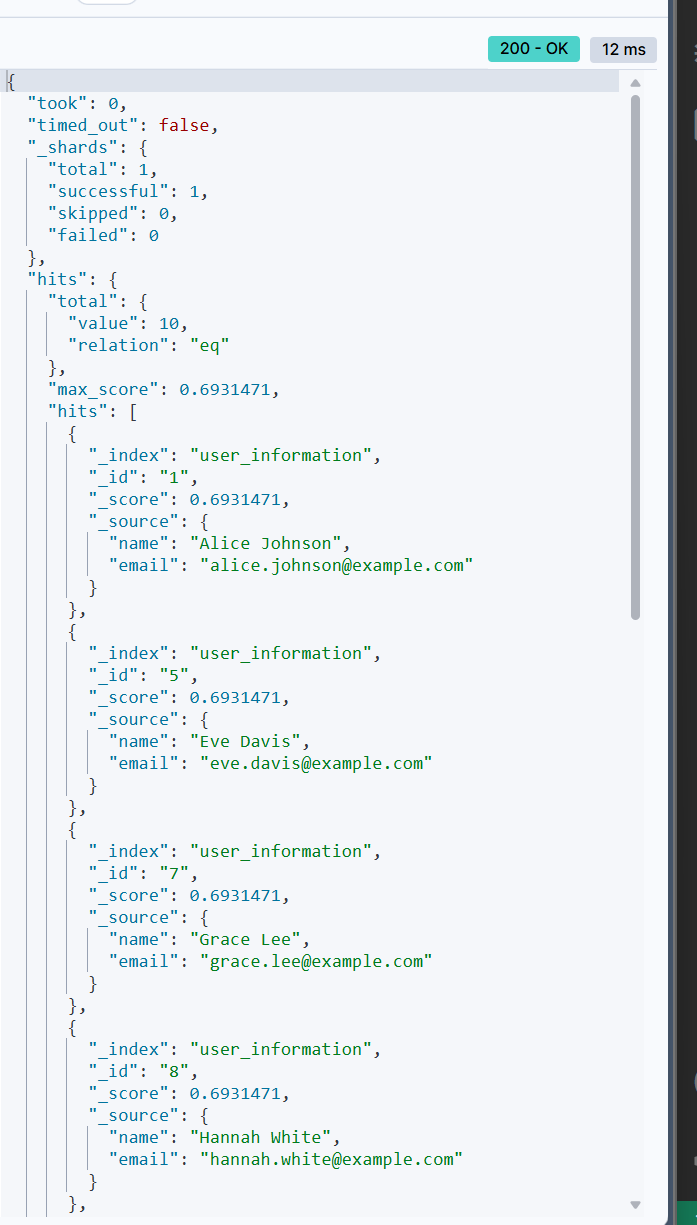 200 - OK
12 ms
{
  "took": 0,
  "timed_out": false,
  "_shards": {
    "total": 1,
    "successful": 1,
    "skipped": 0,
    "failed": 0
  },
  "hits": {
    "total": {
      "value": 10,
      "relation": "eq"
    },
    "max_score": 0.6931471,
    "hits": [
      {
        "_index": "user_information",
        "_id": "1",
        "_score": 0.6931471,
        "_source": {
          "name": "Alice Johnson",
          "email": "alice.johnson@example.com"
        }
      },
      {
        "_index": "user_information",
        "_id": "5",
        "_score": 0.6931471,
        "_source": {
          "name": "Eve Davis",
          "email": "eve.davis@example.com"
        }
      },
      {
        "_index": "user_information",
        "_id": "7",
        "_score": 0.6931471,
        "_source": {
          "name": "Grace Lee",
          "email": "grace.lee@example.com"
        }
      },
      {
        "_index": "user_information",
        "_id": "8",
        "_score": 0.6931471,
        "_source": {
          "name": "Hannah White",
          "email": "hannah.white@example.com"
        }
      },